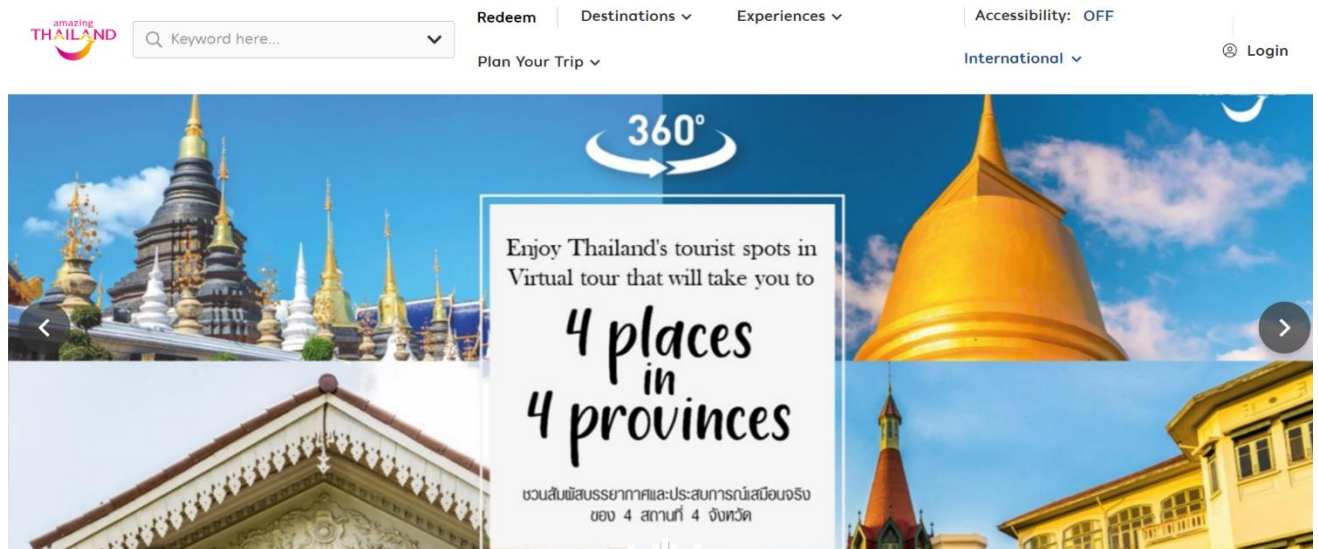 amazing
THAILAND
Keyword here...
Redeem
Destinations
Experiences
Plan Your Trip
Accessibility: OFF
International
Login
360°
Enjoy Thailand's tourist spots in
Virtual tour that will take you to
4 places
in
4 provinces
ชวนสัมผัสบรรยากาศและประสบการณ์เสมือนจริง
ของ 4 สถานที่ 4 จังหวัด